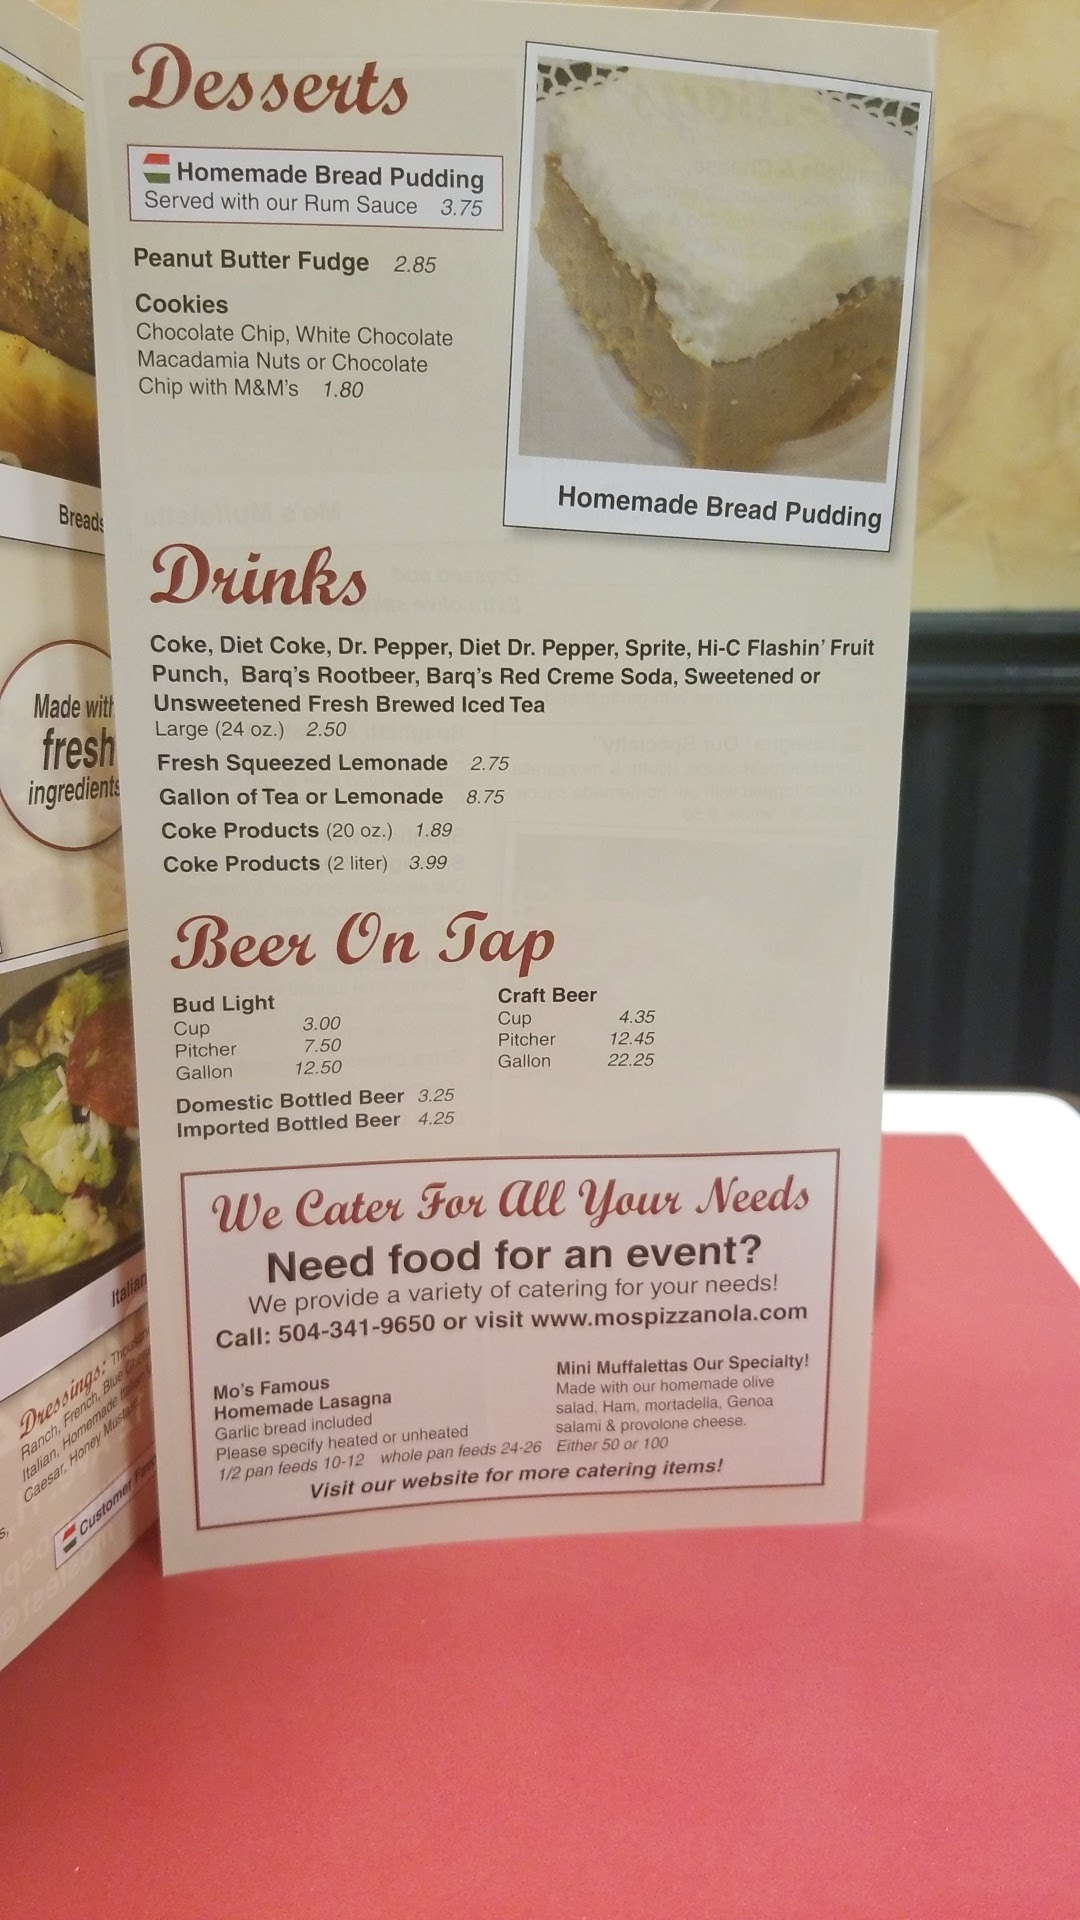 Desserts
Homemade Bread Pudding
Served with our Rum Sauce 3.75
Peanut Butter Fudge 2.85
Cookies
Chocolate Chip, White Chocolate
Macadamia Nuts or Chocolate
Chip with M&M's 1.80
Homemade Bread Pudding
Drinks
Coke, Diet Coke, Dr. Pepper, Diet Dr. Pepper, Sprite, Hi-C Flashin' Fruit
Punch, Barq's Rootbeer, Barq's Red Creme Soda, Sweetened or
Unsweetened Fresh Brewed Iced Tea
Large (24 oz.) 2.50
Fresh Squeezed Lemonade 2.75
Gallon of Tea or Lemonade 8.75
Coke Products (20 oz.) 1.89
Coke Products (2 liter) 3.99
Beer On Tap
Bud Light
Cup 3.00
Pitcher 7.50
Gallon 12.50
Craft Beer
Cup 4.35
Pitcher 12.45
Gallon 22.25
Domestic Bottled Beer 3.25
Imported Bottled Beer 4.25
We Cater For All Your Needs
Need food for an event?
We provide a variety of catering for your needs!
Call: 504-341-9650 or visit www.mospizzanola.com
Mo's Famous
Homemade Lasagna
Garlic bread included
Please specify heated or unheated
1/2 pan feeds 10-12 whole pan feeds 24-26
Mini Muffalettas Our Specialty!
Made with our homemade olive
salad, Ham, mortadella, Genoa
salami & provolone cheese.
Either 50 or 100
Visit our website for more catering items!
Breads
Made with
fresh
ingredients
Italian
Dressings:
Ranch, French, Blue
Italian, Homemade Italian
Caesar, Honey Mustard
Customer